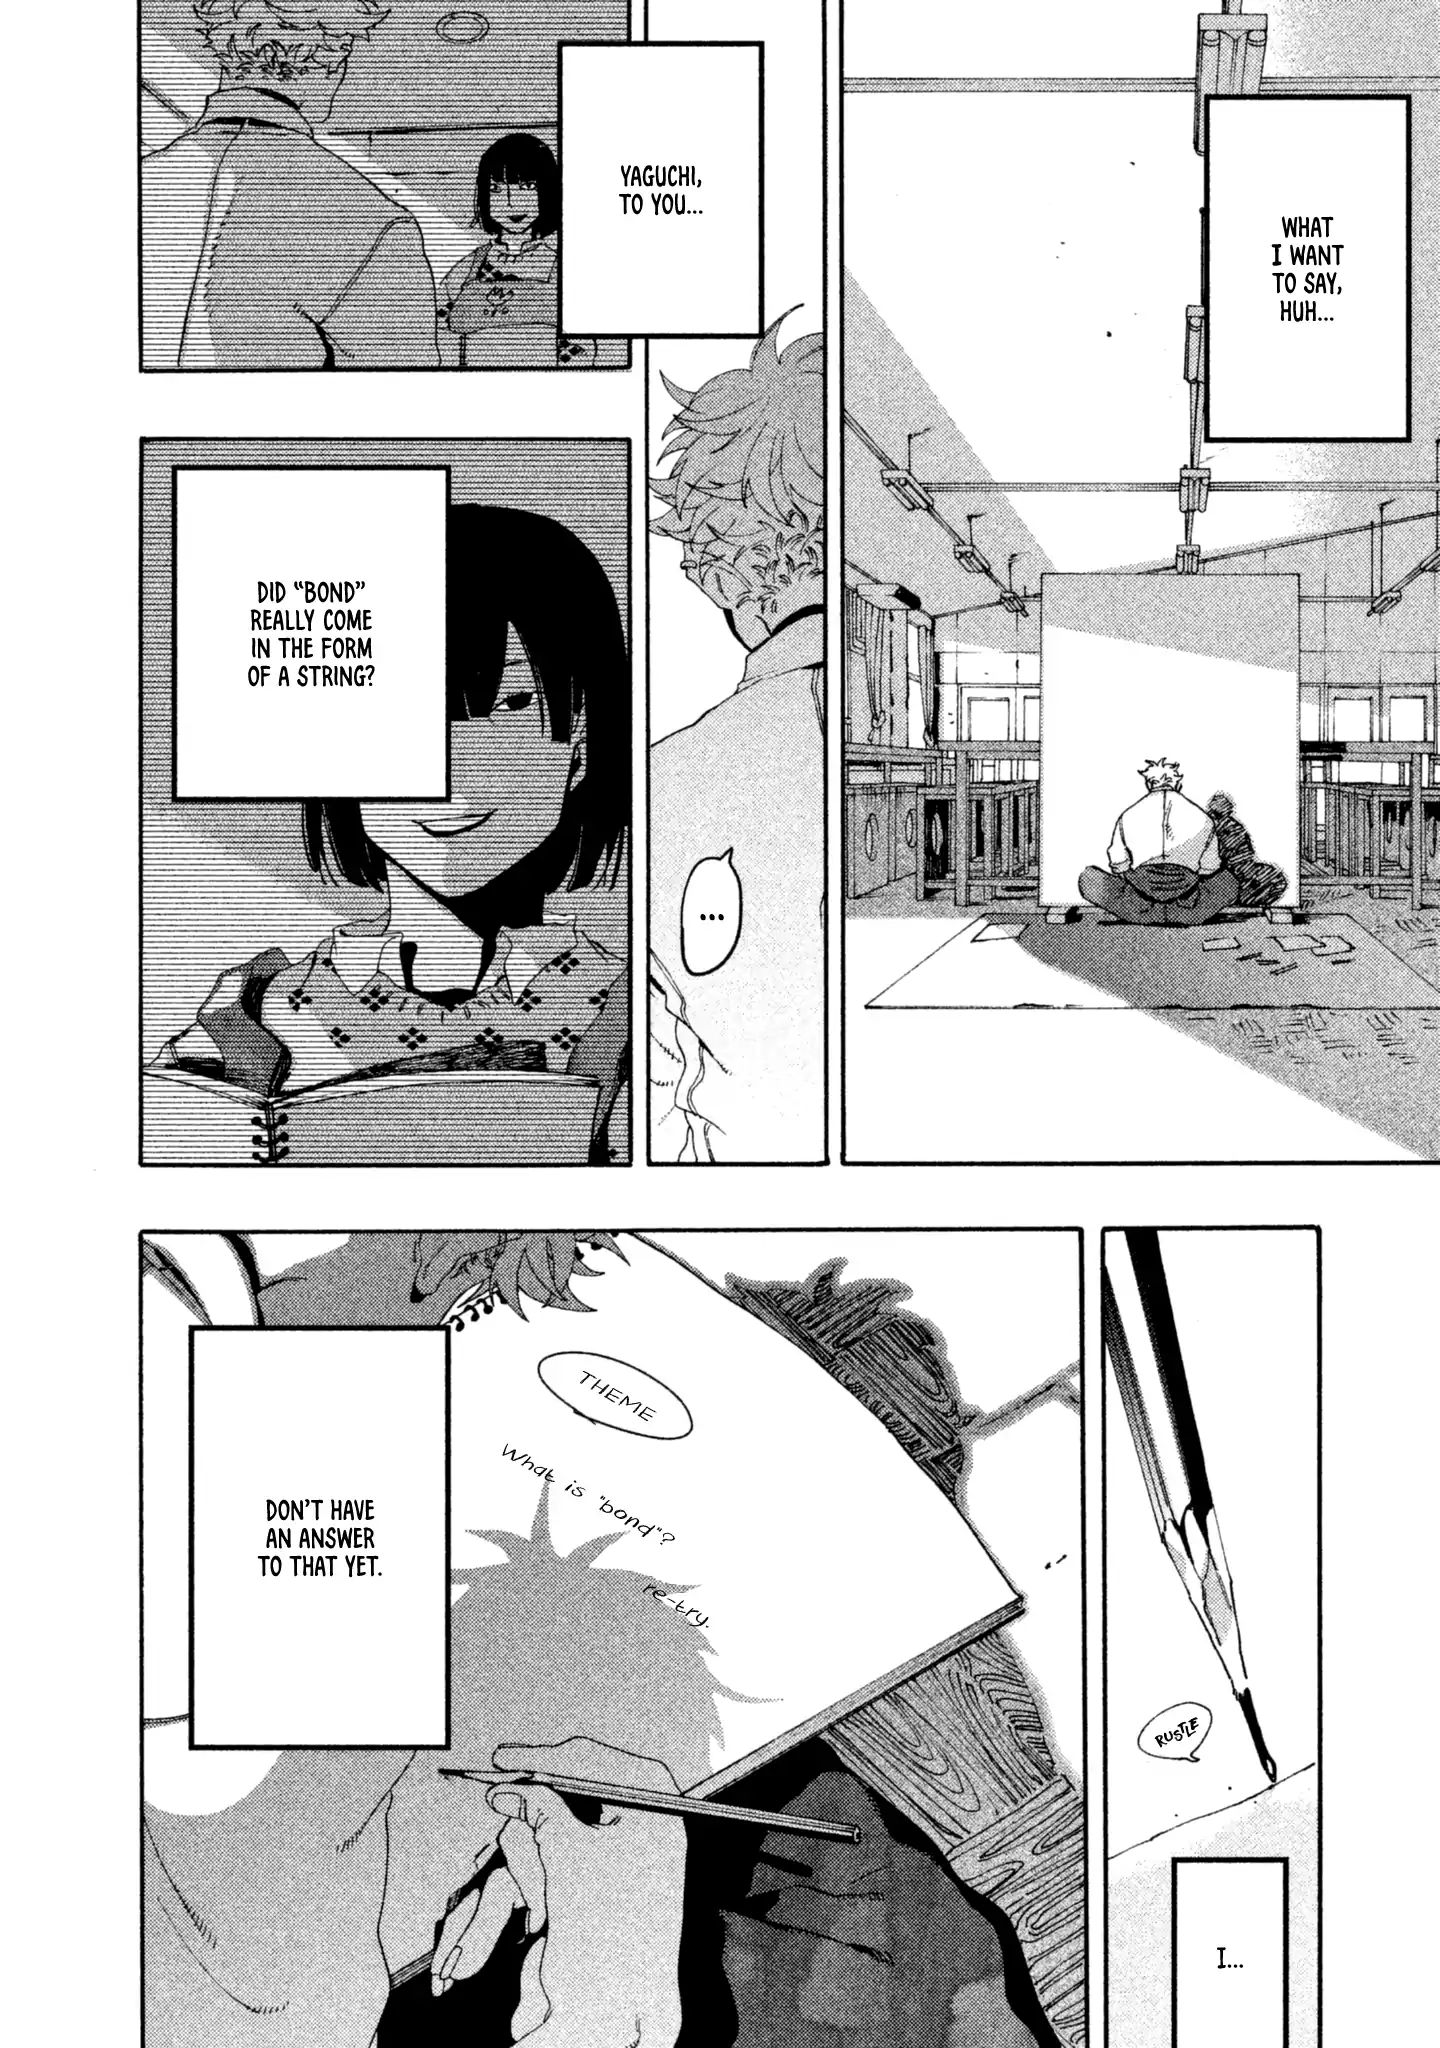 WHAT
I WANT
TO SAY,
HUH...
...
YAGUCHI,
TO YOU...
DID "BOND"
REALLY COME
IN THE FORM
OF A STRING?
RUSTLE
I...
THEME
What is "bond"?
re-try.
DON'T HAVE
AN ANSWER
TO THAT YET.